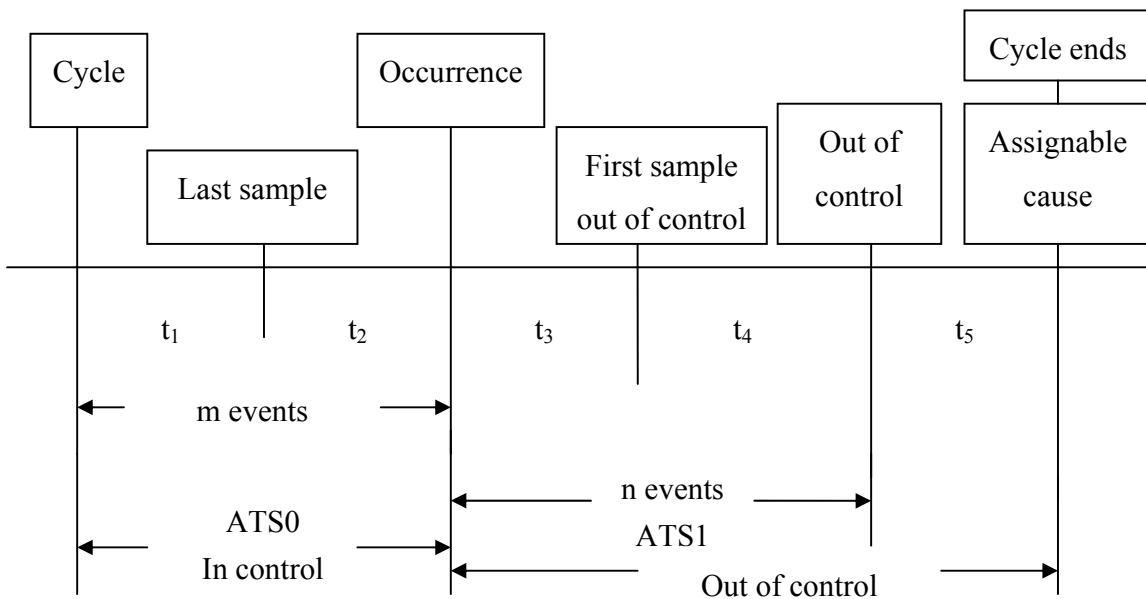 Cycle
Last sample
Occurrence
First sample
out of control
Out of
control
Cycle ends
Assignable
cause
t₁
t₂
t₃
t₄
t₅
m events
n events
ATS0
In control
ATS1
Out of control